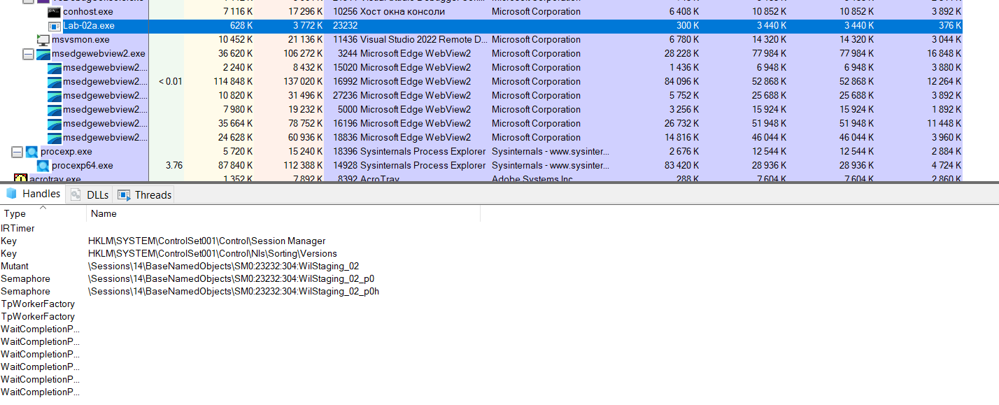 conhost.exe 7 116 K 17 296 K 10256 Хост окна консоли Microsoft Corporation 6 408 K 10 852 K 10 852 K 3 892 K
Lab-02a.exe 628 K 3 772 K 23232 300 K 3 440 K 3 440 K 376 K
msvsmon.exe 10 452 K 21 136 K 11436 Visual Studio 2022 Remote D... Microsoft Corporation 6 780 K 14 320 K 14 320 K 3 044 K
msedgewebview2.exe 36 620 K 106 272 K 3244 Microsoft Edge WebView2 Microsoft Corporation 28 228 K 77 984 K 77 984 K 16 848 K
msedgewebview2.... 2 240 K 8 432 K 15020 Microsoft Edge WebView2 Microsoft Corporation 1 436 K 6 948 K 6 948 K 3 880 K
msedgewebview2.... < 0.01 114 848 K 137 020 K 16992 Microsoft Edge WebView2 Microsoft Corporation 84 096 K 52 868 K 52 868 K 12 264 K
msedgewebview2.... 10 820 K 31 496 K 27236 Microsoft Edge WebView2 Microsoft Corporation 5 752 K 25 688 K 25 688 K 3 892 K
msedgewebview2.... 7 980 K 19 232 K 5000 Microsoft Edge WebView2 Microsoft Corporation 3 256 K 15 924 K 15 924 K 1 892 K
msedgewebview2.... 35 664 K 78 752 K 16196 Microsoft Edge WebView2 Microsoft Corporation 26 732 K 51 948 K 51 948 K 11 448 K
msedgewebview2.... 24 628 K 60 936 K 18836 Microsoft Edge WebView2 Microsoft Corporation 14 816 K 46 044 K 46 044 K 3 960 K
procexp.exe 5 720 K 15 240 K 18396 Sysinternals Process Explorer Sysinternals - www.sysinter... 2 676 K 12 544 K 12 544 K 2 884 K
procexp64.exe 3.76 87 840 K 112 388 K 14928 Sysinternals Process Explorer Sysinternals - www.sysinter... 83 420 K 28 936 K 28 936 K 4 724 K
acrotray.exe 1 352 K 7 892 K 8392 AcroTray Adobe Systems Inc. 288 K 7 604 K 7 604 K 2 860 K
Handles DLLs Threads
Type Name
IRTimer
Key HKLM\SYSTEM\ControlSet001\Control\Session Manager
Key HKLM\SYSTEM\ControlSet001\Control\Nls\Sorting\Versions
Mutant \Sessions\14\BaseNamedObjects\SM0:23232:304:WilStaging_02
Semaphore \Sessions\14\BaseNamedObjects\SM0:23232:304:WilStaging_02_p0
Semaphore \Sessions\14\BaseNamedObjects\SM0:23232:304:WilStaging_02_p0h
TpWorkerFactory
TpWorkerFactory
WaitCompletionP...
WaitCompletionP...
WaitCompletionP...
WaitCompletionP...
WaitCompletionP...
WaitCompletionP...